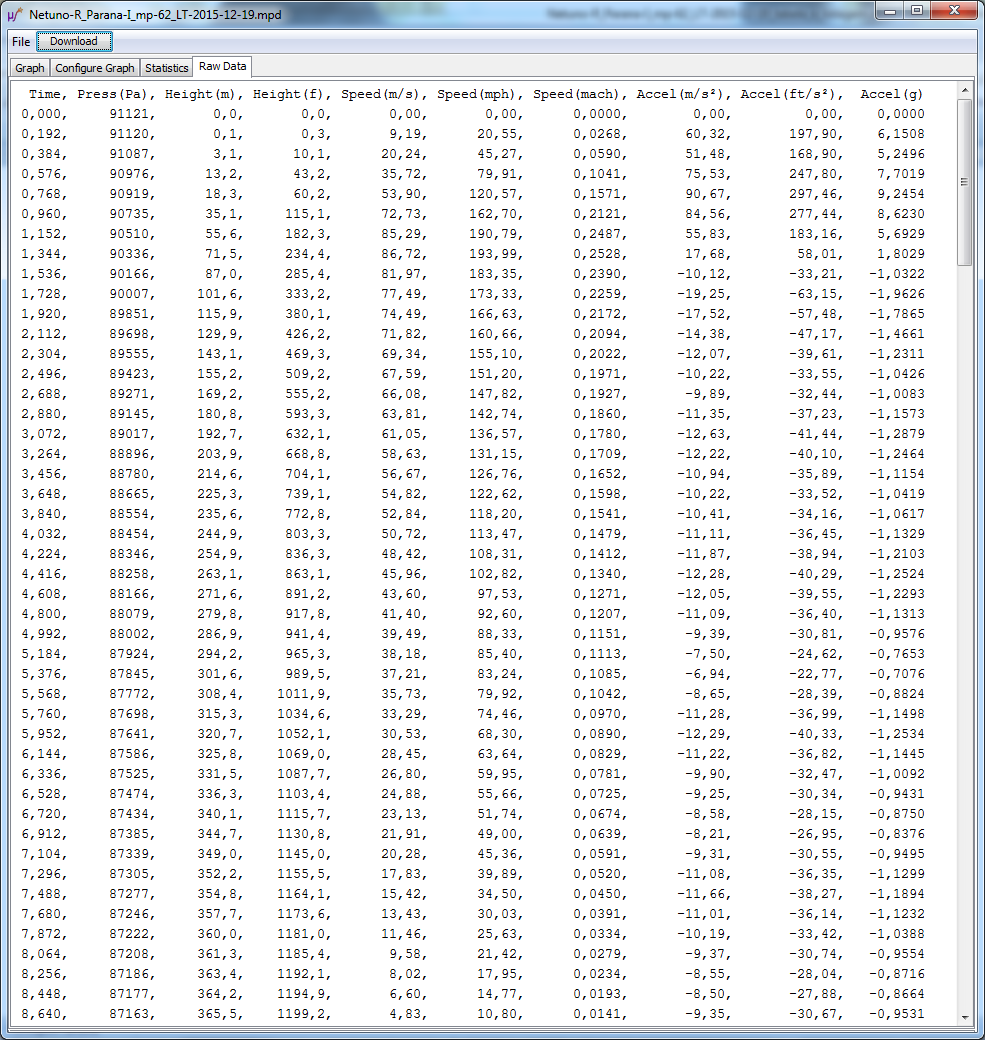 Netuno-R_Parana-I_mp-62_LT-2015-12-19.mpd
File Download
Graph Configure Graph Statistics Raw Data
Time, Press(Pa), Height(m), Height(f), Speed(m/s), Speed(mph), Speed(mach), Accel(m/s²), Accel(ft/s²), Accel(g)
0,000, 91121, 0,0, 0,0, 0,00, 0,00, 0,0000, 0,00, 0,00, 0,0000
0,192, 91120, 0,1, 0,3, 9,19, 20,55, 0,0268, 60,32, 197,90, 6,1508
0,384, 91087, 3,1, 10,1, 20,24, 45,27, 0,0590, 51,48, 168,90, 5,2496
0,576, 90976, 13,2, 43,2, 35,72, 79,91, 0,1041, 75,53, 247,80, 7,7019
0,768, 90919, 18,3, 60,2, 53,90, 120,57, 0,1571, 90,67, 297,46, 9,2454
0,960, 90735, 35,1, 115,1, 72,73, 162,70, 0,2121, 84,56, 277,44, 8,6230
1,152, 90510, 55,6, 182,3, 85,29, 190,79, 0,2487, 55,83, 183,16, 5,6929
1,344, 90336, 71,5, 234,4, 86,72, 193,99, 0,2528, 17,68, 58,01, 1,8029
1,536, 90166, 87,0, 285,4, 81,97, 183,35, 0,2390, -10,12, -33,21, -1,0322
1,728, 90007, 101,6, 333,2, 77,49, 173,33, 0,2259, -19,25, -63,15, -1,9626
1,920, 89851, 115,9, 380,1, 74,49, 166,63, 0,2172, -17,52, -57,48, -1,7865
2,112, 89698, 129,9, 426,2, 71,82, 160,66, 0,2094, -14,38, -47,17, -1,4661
2,304, 89555, 143,1, 469,3, 69,34, 155,10, 0,2022, -12,07, -39,61, -1,2311
2,496, 89423, 155,2, 509,2, 67,59, 151,20, 0,1971, -10,22, -33,55, -1,0426
2,688, 89271, 169,2, 555,2, 66,08, 147,82, 0,1927, -9,89, -32,44, -1,0083
2,880, 89145, 180,8, 593,3, 63,81, 142,74, 0,1860, -11,35, -37,23, -1,1573
3,072, 89017, 192,7, 632,1, 61,05, 136,57, 0,1780, -12,63, -41,44, -1,2879
3,264, 88896, 203,9, 668,8, 58,63, 131,15, 0,1709, -12,22, -40,10, -1,2464
3,456, 88780, 214,6, 704,1, 56,67, 126,76, 0,1652, -10,94, -35,89, -1,1154
3,648, 88665, 225,3, 739,1, 54,82, 122,62, 0,1598, -10,22, -33,52, -1,0419
3,840, 88554, 235,6, 772,8, 52,84, 118,20, 0,1541, -10,41, -34,16, -1,0617
4,032, 88454, 244,9, 803,3, 50,72, 113,47, 0,1479, -11,11, -36,45, -1,1329
4,224, 88346, 254,9, 836,3, 48,42, 108,31, 0,1412, -11,87, -38,94, -1,2103
4,416, 88258, 263,1, 863,1, 45,96, 102,82, 0,1340, -12,28, -40,29, -1,2524
4,608, 88166, 271,6, 891,2, 43,60, 97,53, 0,1271, -12,05, -39,55, -1,2293
4,800, 88079, 279,8, 917,8, 41,40, 92,60, 0,1207, -11,09, -36,40, -1,1313
4,992, 88002, 286,9, 941,4, 39,49, 88,33, 0,1151, -9,39, -30,81, -0,9576
5,184, 87924, 294,2, 965,3, 38,18, 85,40, 0,1113, -7,50, -24,62, -0,7653
5,376, 87845, 301,6, 989,5, 37,21, 83,24, 0,1085, -6,94, -22,77, -0,7076
5,568, 87772, 308,4, 1011,9, 35,73, 79,92, 0,1042, -8,65, -28,39, -0,8824
5,760, 87698, 315,3, 1034,6, 33,29, 74,46, 0,0970, -11,28, -36,99, -1,1498
5,952, 87641, 320,7, 1052,1, 30,53, 68,30, 0,0890, -12,29, -40,33, -1,2534
6,144, 87586, 325,8, 1069,0, 28,45, 63,64, 0,0829, -11,22, -36,82, -1,1445
6,336, 87525, 331,5, 1087,7, 26,80, 59,95, 0,0781, -9,90, -32,47, -1,0092
6,528, 87474, 336,3, 1103,4, 24,88, 55,66, 0,0725, -9,25, -30,34, -0,9431
6,720, 87434, 340,1, 1115,7, 23,13, 51,74, 0,0674, -8,58, -28,15, -0,8750
6,912, 87385, 344,7, 1130,8, 21,91, 49,00, 0,0639, -8,21, -26,95, -0,8376
7,104, 87339, 349,0, 1145,0, 20,28, 45,36, 0,0591, -9,31, -30,55, -0,9495
7,296, 87305, 352,2, 1155,5, 17,83, 39,89, 0,0520, -11,08, -36,35, -1,1299
7,488, 87277, 354,8, 1164,1, 15,42, 34,50, 0,0450, -11,66, -38,27, -1,1894
7,680, 87246, 357,7, 1173,6, 13,43, 30,03, 0,0391, -11,01, -36,14, -1,1232
7,872, 87222, 360,0, 1181,0, 11,46, 25,63, 0,0334, -10,19, -33,42, -1,0388
8,064, 87208, 361,3, 1185,4, 9,58, 21,42, 0,0279, -9,37, -30,74, -0,9554
8,256, 87186, 363,4, 1192,1, 8,02, 17,95, 0,0234, -8,55, -28,04, -0,8716
8,448, 87177, 364,2, 1194,9, 6,60, 14,77, 0,0193, -8,50, -27,88, -0,8664
8,640, 87163, 365,5, 1199,2, 4,83, 10,80, 0,0141, -9,35, -30,67, -0,9531